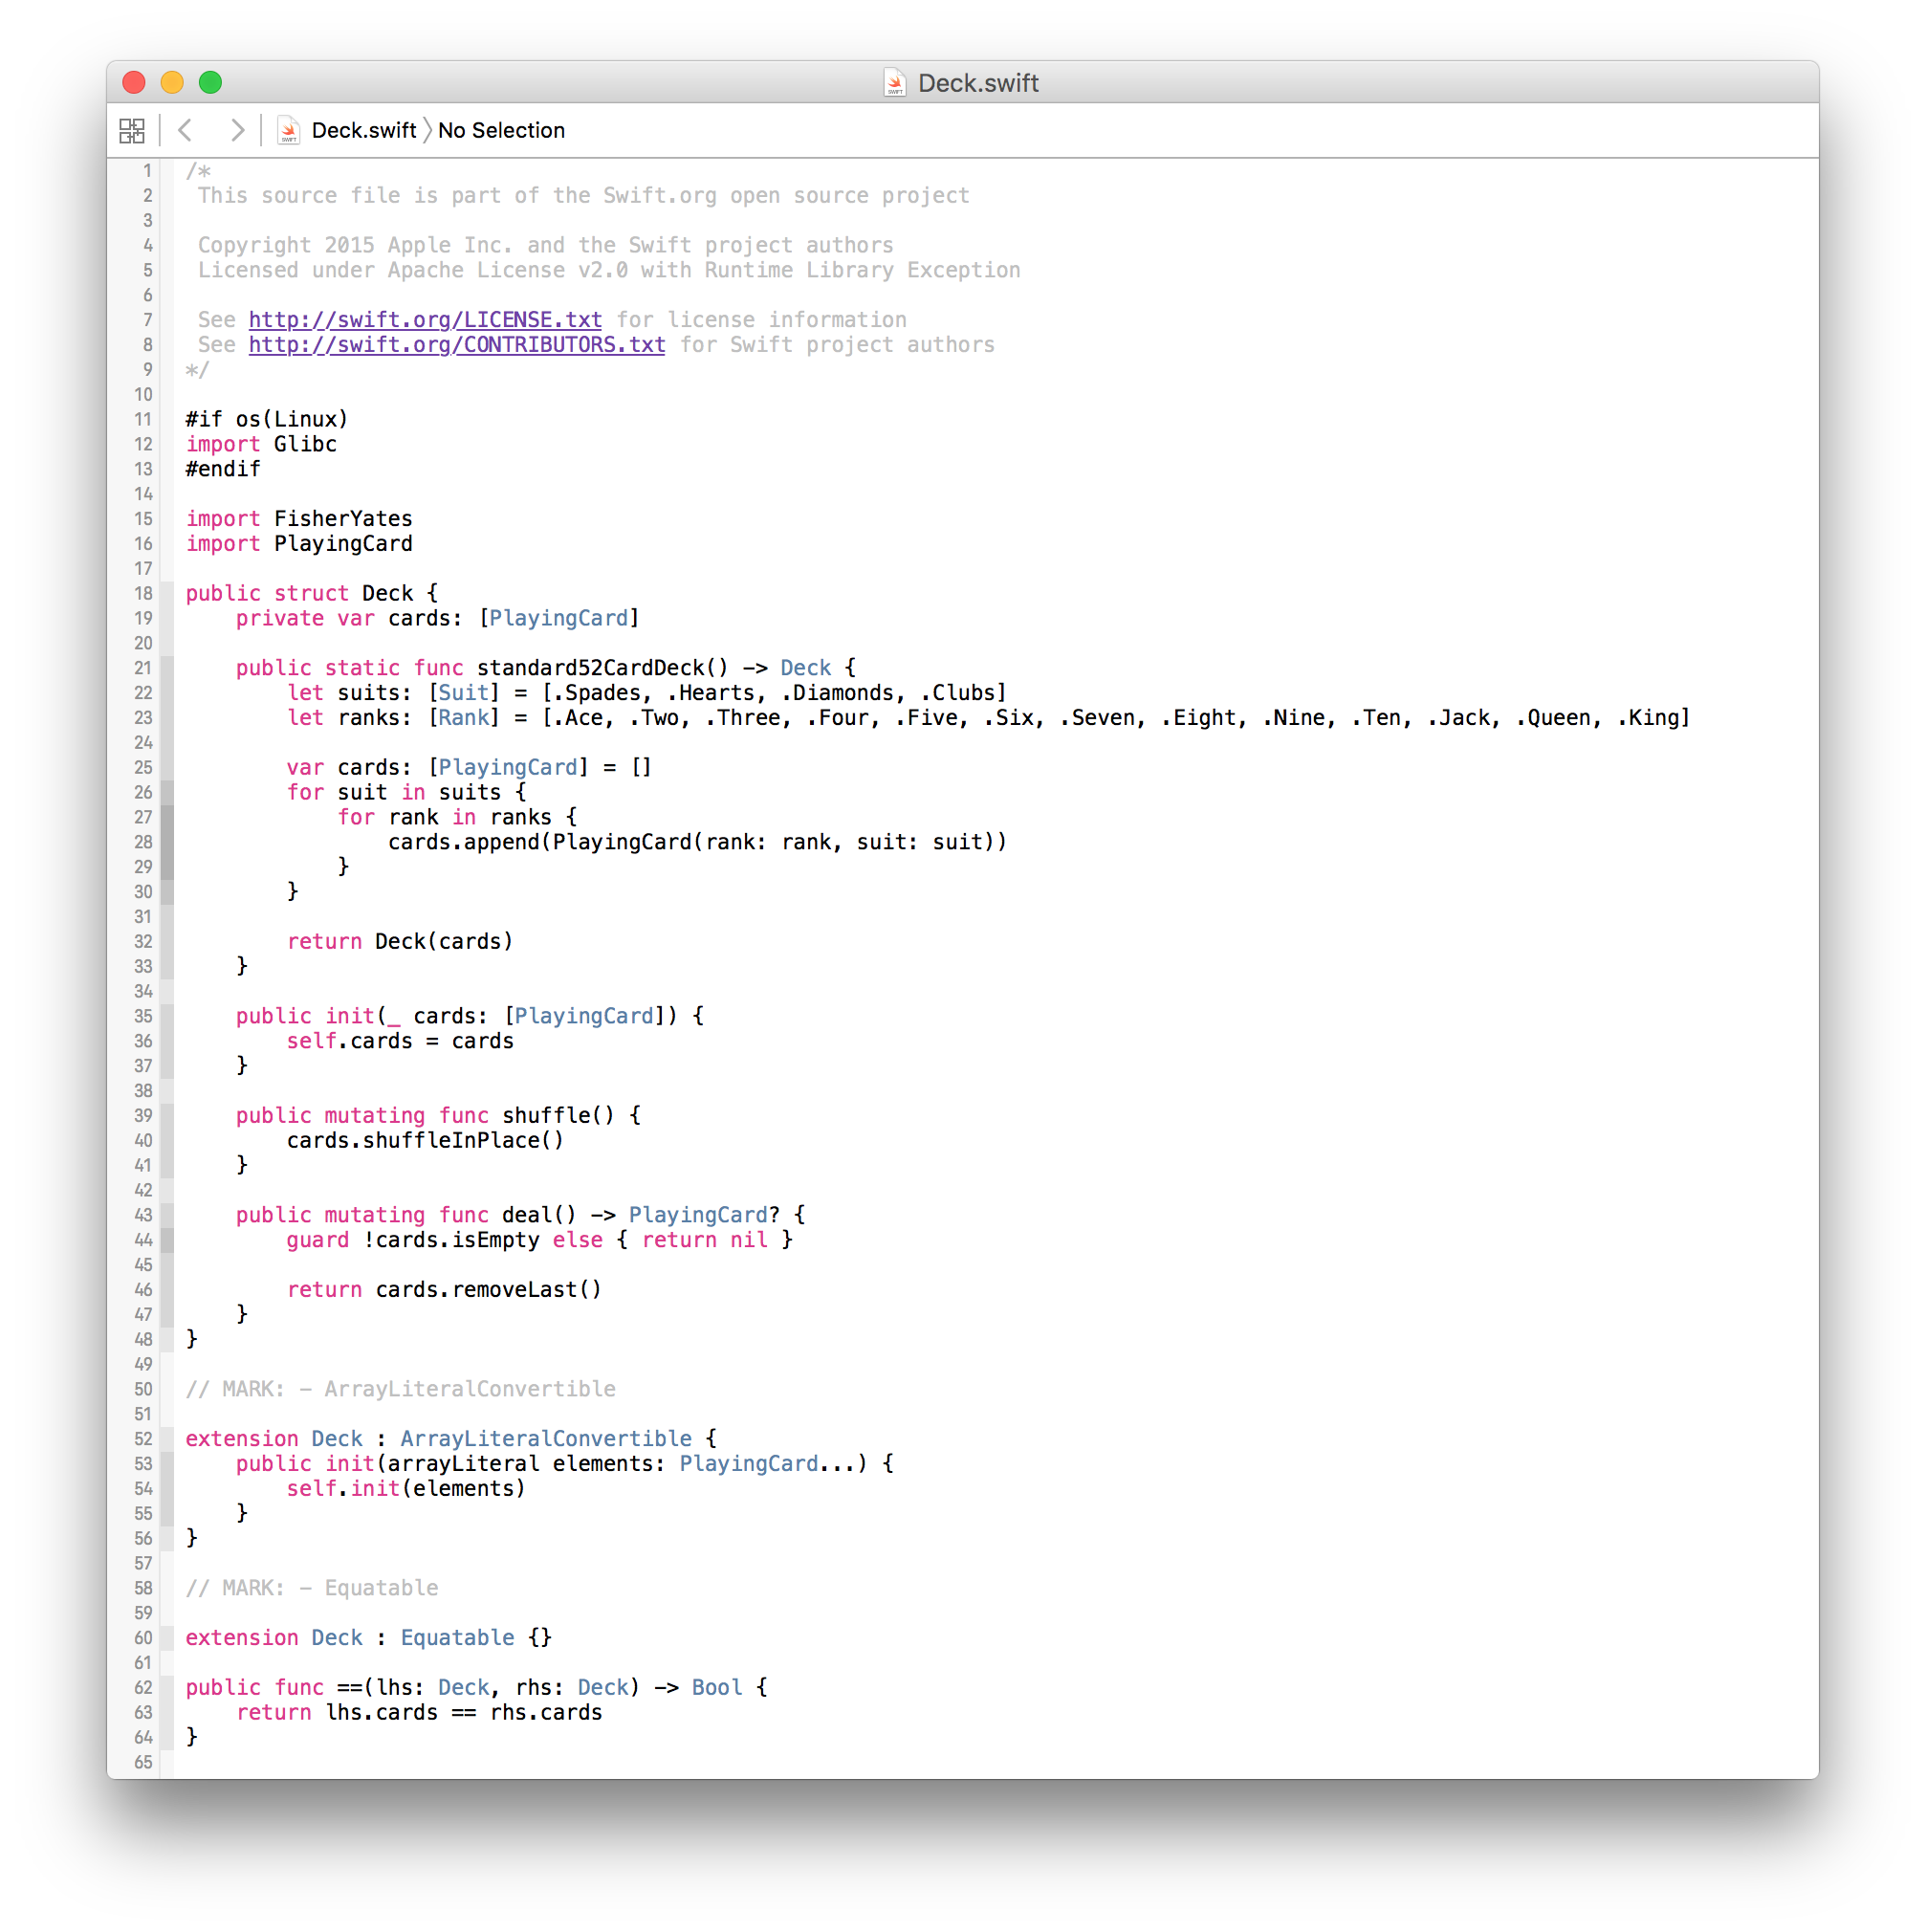 Deck.swift
Deck.swift No Selection
1 /*
2  This source file is part of the Swift.org open source project
3
4  Copyright 2015 Apple Inc. and the Swift project authors
5  Licensed under Apache License v2.0 with Runtime Library Exception
6
7  See http://swift.org/LICENSE.txt for license information
8  See http://swift.org/CONTRIBUTORS.txt for Swift project authors
9 */
10
11 #if os(Linux)
12 import Glibc
13 #endif
14
15 import FisherYates
16 import PlayingCard
17
18 public struct Deck {
19     private var cards: [PlayingCard]
20
21     public static func standard52CardDeck() -> Deck {
22         let suits: [Suit] = [.Spades, .Hearts, .Diamonds, .Clubs]
23         let ranks: [Rank] = [.Ace, .Two, .Three, .Four, .Five, .Six, .Seven, .Eight, .Nine, .Ten, .Jack, .Queen, .King]
24
25         var cards: [PlayingCard] = []
26         for suit in suits {
27             for rank in ranks {
28                 cards.append(PlayingCard(rank: rank, suit: suit))
29             }
30         }
31
32         return Deck(cards)
33     }
34
35     public init(_ cards: [PlayingCard]) {
36         self.cards = cards
37     }
38
39     public mutating func shuffle() {
40         cards.shuffleInPlace()
41     }
42
43     public mutating func deal() -> PlayingCard? {
44         guard !cards.isEmpty else { return nil }
45
46         return cards.removeLast()
47     }
48 }
49
50 // MARK: - ArrayLiteralConvertible
51
52 extension Deck : ArrayLiteralConvertible {
53     public init(arrayLiteral elements: PlayingCard...) {
54         self.init(elements)
55     }
56 }
57
58 // MARK: - Equatable
59
60 extension Deck : Equatable {}
61
62 public func ==(lhs: Deck, rhs: Deck) -> Bool {
63     return lhs.cards == rhs.cards
64 }
65